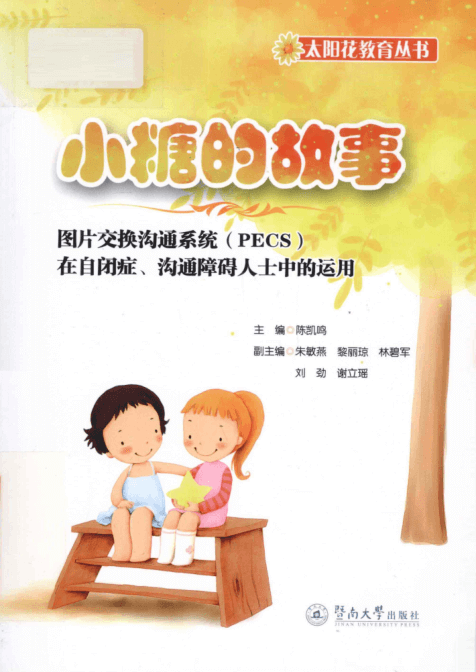 太阳花教育丛书
小糖的故事
图片交换沟通系统（PECS）
在自闭症、沟通障碍人士中的运用
主 编◎陈凯鸣
副主编◎朱敏燕 黎丽琼 林碧军
刘 劲 谢立瑶
暨南大学出版社
JINAN UNIVERSITY PRESS